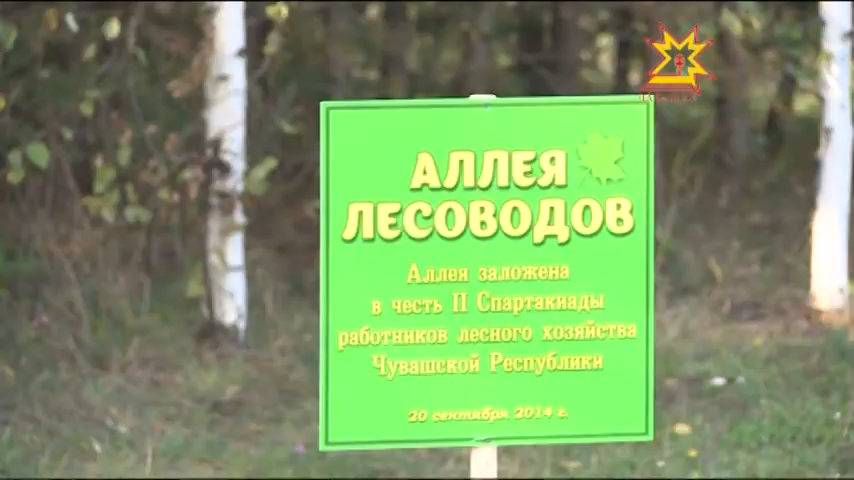 АЛЛЕЯ
ЛЕСОВОДОВ
Аллея заложена
в честь II Спартакиады
работников лесного хозяйства
Чувашской Республики
20 сентября 2014 г.